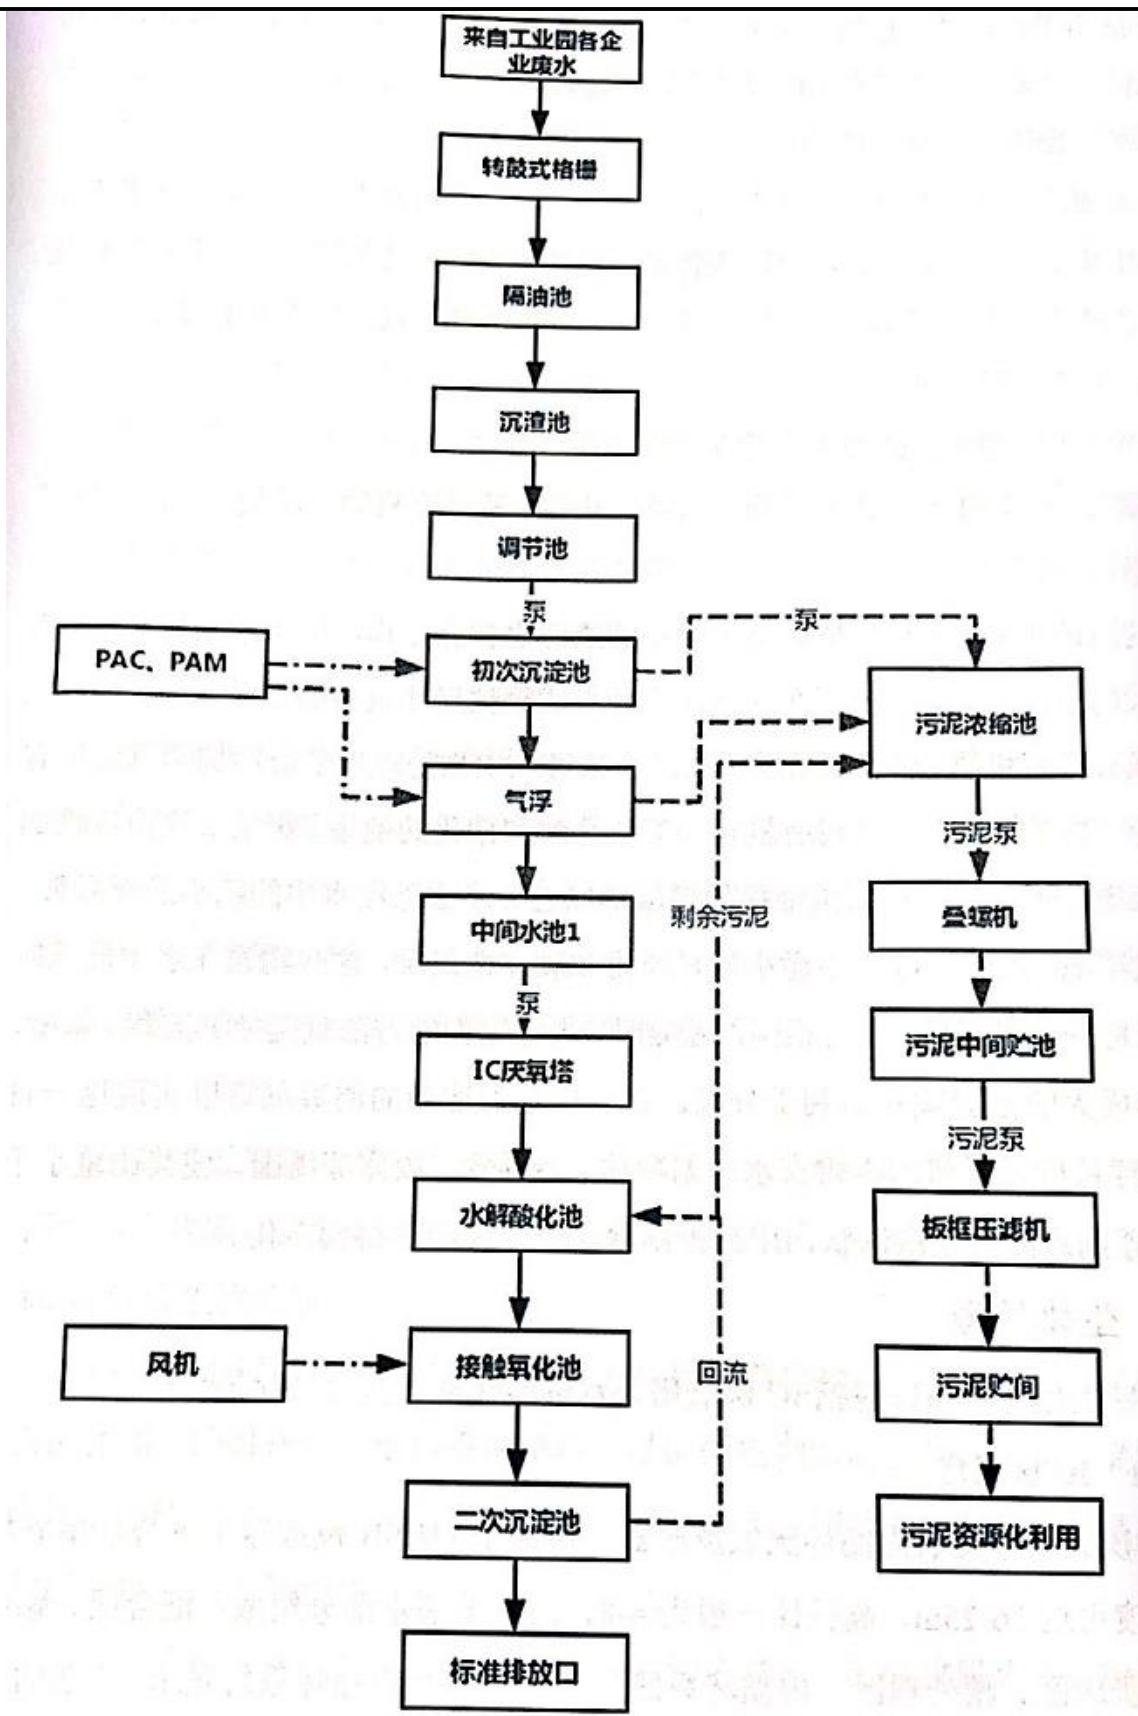 来自工业园各企
业废水
转鼓式格栅
隔油池
沉渣池
调节池
泵
泵
PAC、PAM
初次沉淀池
污泥浓缩池
气浮
污泥泵
中间水池1
剩余污泥
叠螺机
泵
IC厌氧塔
污泥中间贮池
污泥泵
水解酸化池
板框压滤机
风机
接触氧化池
回流
污泥贮间
二次沉淀池
污泥资源化利用
标准排放口